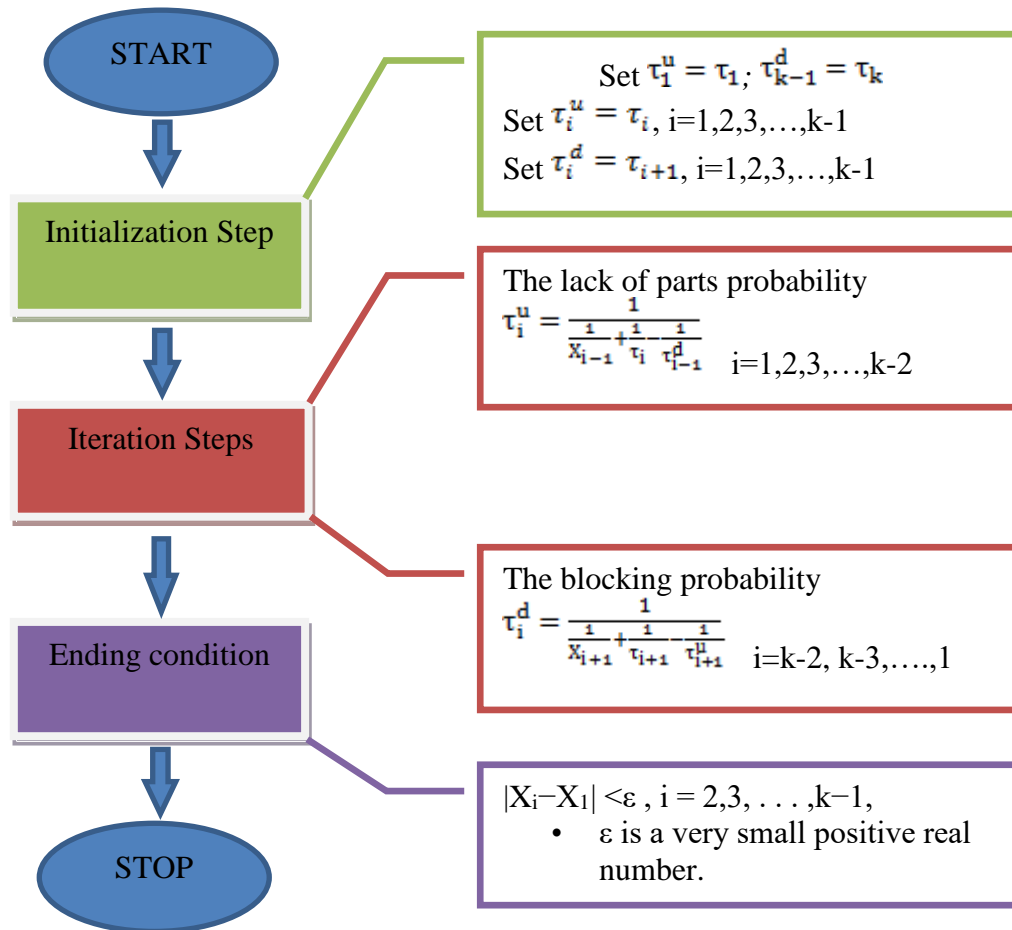 START
Set τ₁ᵘ = τ₁; τₖ₋₁ᵈ = τₖ
Set τᵢᵘ = τᵢ, i=1,2,3,…,k-1
Set τᵢᵈ = τᵢ₊₁, i=1,2,3,…,k-1
Initialization Step
The lack of parts probability
τᵢᵘ = 1 / (1/Xᵢ₋₁ + 1/τᵢ − 1/τᵢ₋₁ᵈ) i=1,2,3,…,k-2
Iteration Steps
The blocking probability
τᵢᵈ = 1 / (1/Xᵢ₊₁ + 1/τᵢ₊₁ − 1/τᵢ₊₁ᵘ) i=k-2, k-3,….,1
Ending condition
|Xᵢ−X₁| <ε , i = 2,3, . . . ,k−1,
• ε is a very small positive real
number.
STOP